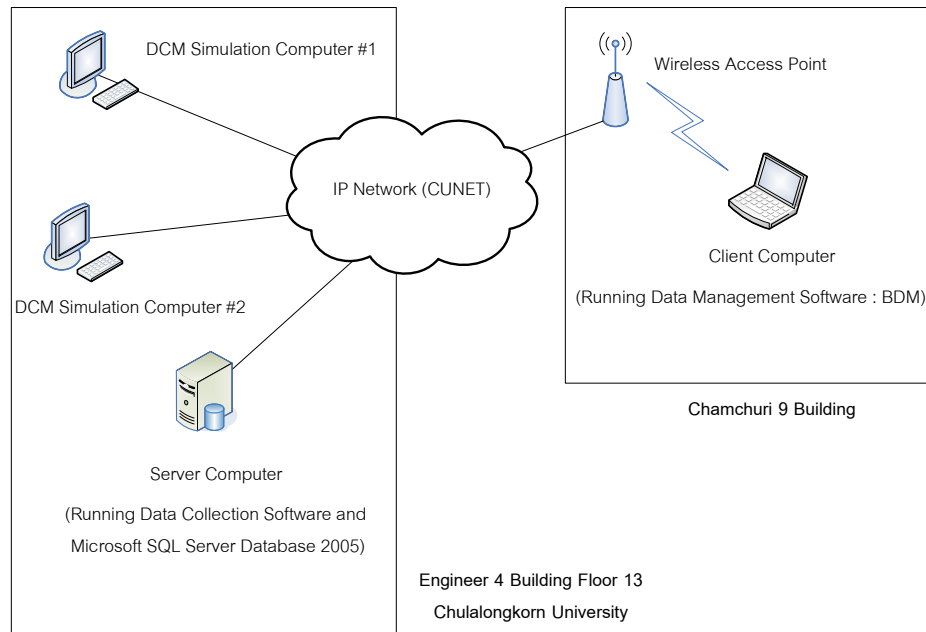 DCM Simulation Computer #1
Wireless Access Point
IP Network (CUNET)
Client Computer
(Running Data Management Software : BDM)
DCM Simulation Computer #2
Chamchuri 9 Building
Server Computer
(Running Data Collection Software and
Microsoft SQL Server Database 2005)
Engineer 4 Building Floor 13
Chulalongkorn University